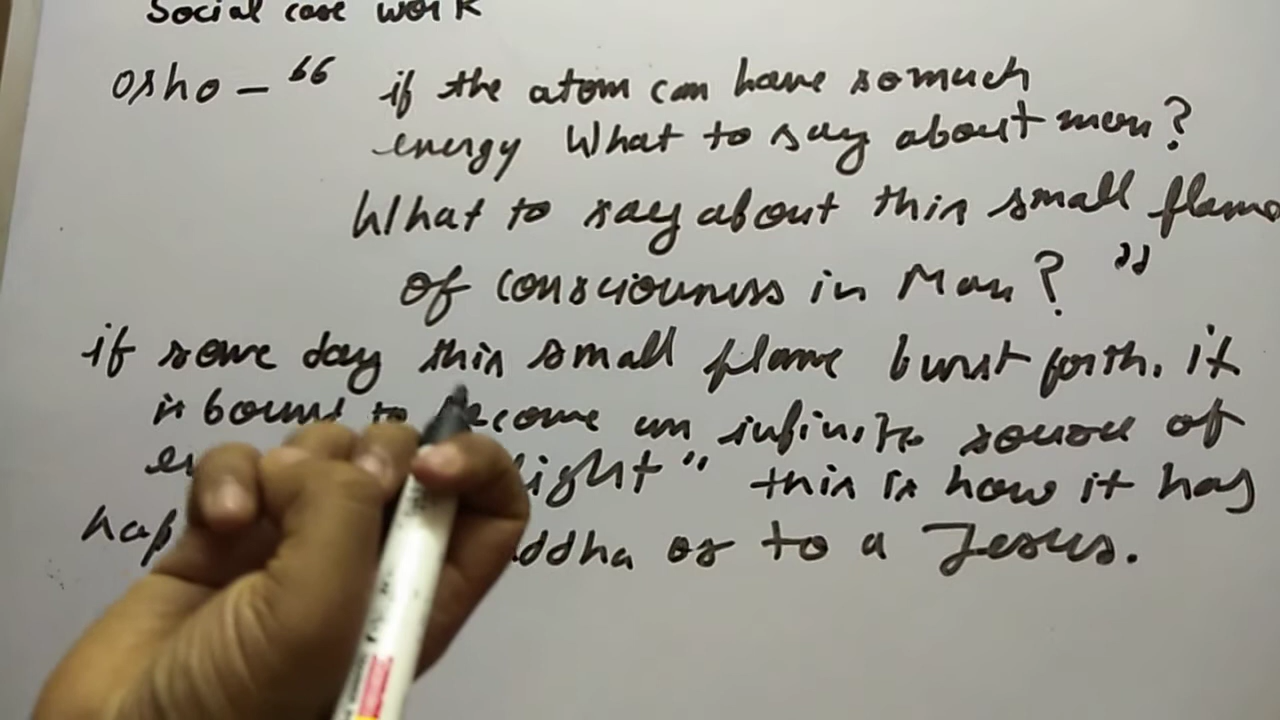 Social case work
Osho - " if the atom can have somuch
energy What to say about man?
What to say about this small flame
of consciousness in Man? "
if some day this small flame burst forth. it
is bound to become an infinite source of
light" this is how it has
or to a Jesus.